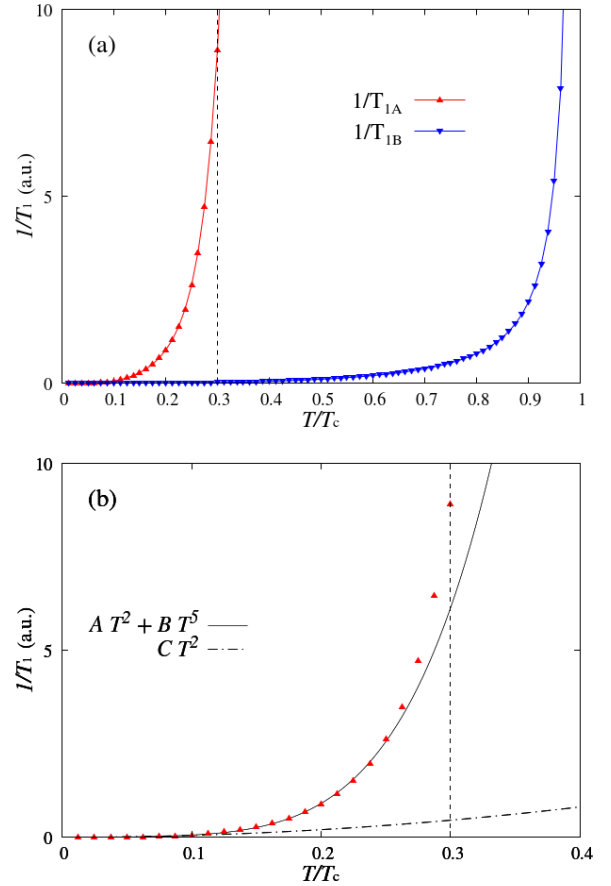 10
(a)
1/T1A
1/T1B
1/T1 (a.u.)
5
0
0 0.1 0.2 0.3 0.4 0.5 0.6 0.7 0.8 0.9 1
T/Tc
10
(b)
A T² + B T⁵
C T²
1/T1 (a.u.)
5
0
0 0.1 0.2 0.3 0.4
T/Tc